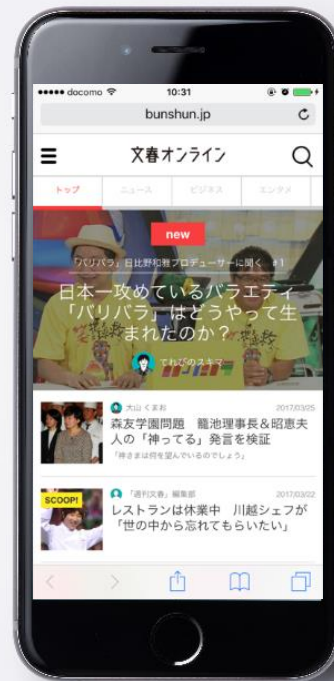 docomo 10:31
bunshun.jp
文春オンライン
トップ ニュース ビジネス エンタメ
new
「バリバラ」日比野和雅プロデューサーに聞く #1
日本一攻めているバラエティ
「バリバラ」はどうやって生
まれたのか？
てれびのスキマ
大山くまお 2017/03/25
森友学園問題 籠池理事長＆昭恵夫
人の「神ってる」発言を検証
「神さまは何を望んでいるのでしょう」
SCOOP!
「週刊文春」編集部 2017/03/22
レストランは休業中 川越シェフが
「世の中から忘れてもらいたい」